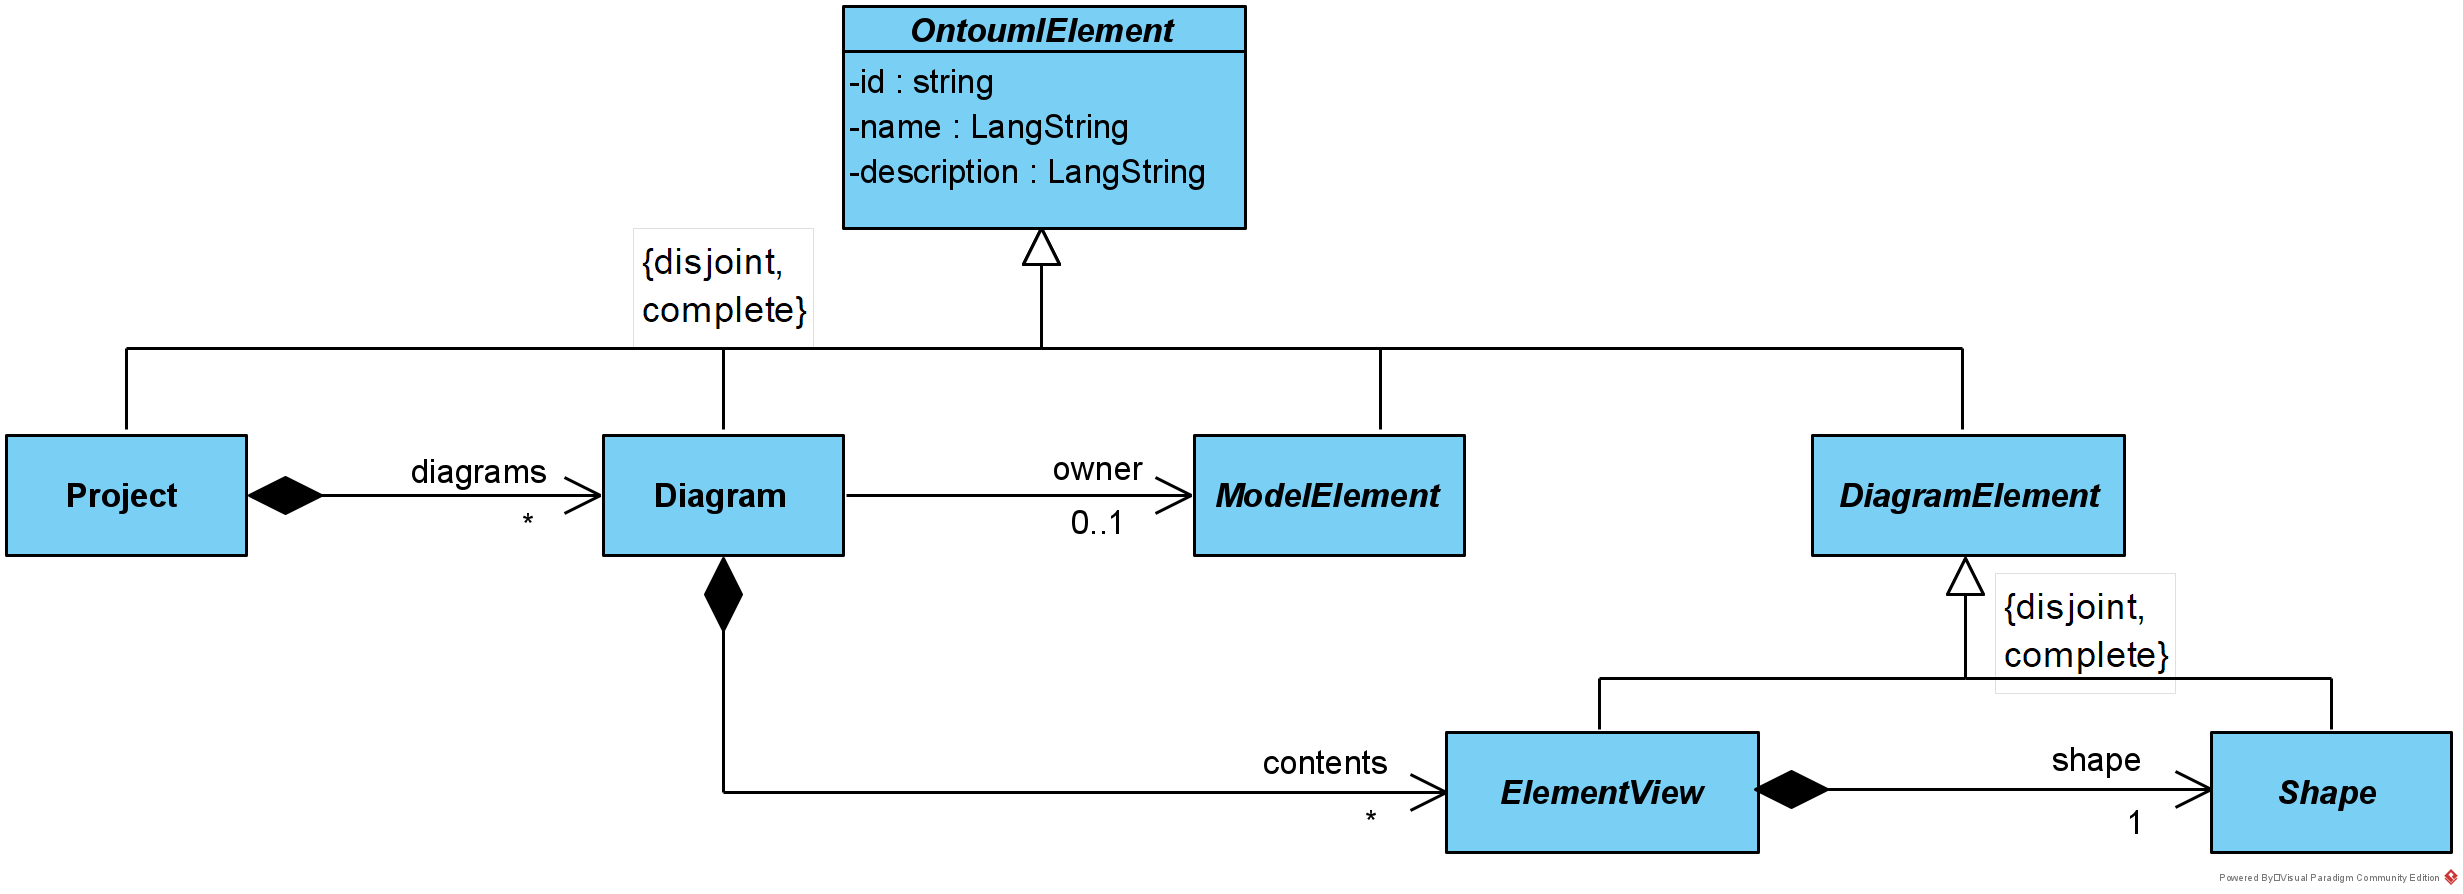 OntoumlElement
-id : string
-name : LangString
-description : LangString
{disjoint,
complete}
Project
diagrams
*
Diagram
owner
0..1
ModelElement
DiagramElement
{disjoint,
complete}
contents
*
ElementView
shape
1
Shape
Powered By□Visual Paradigm Community Edition